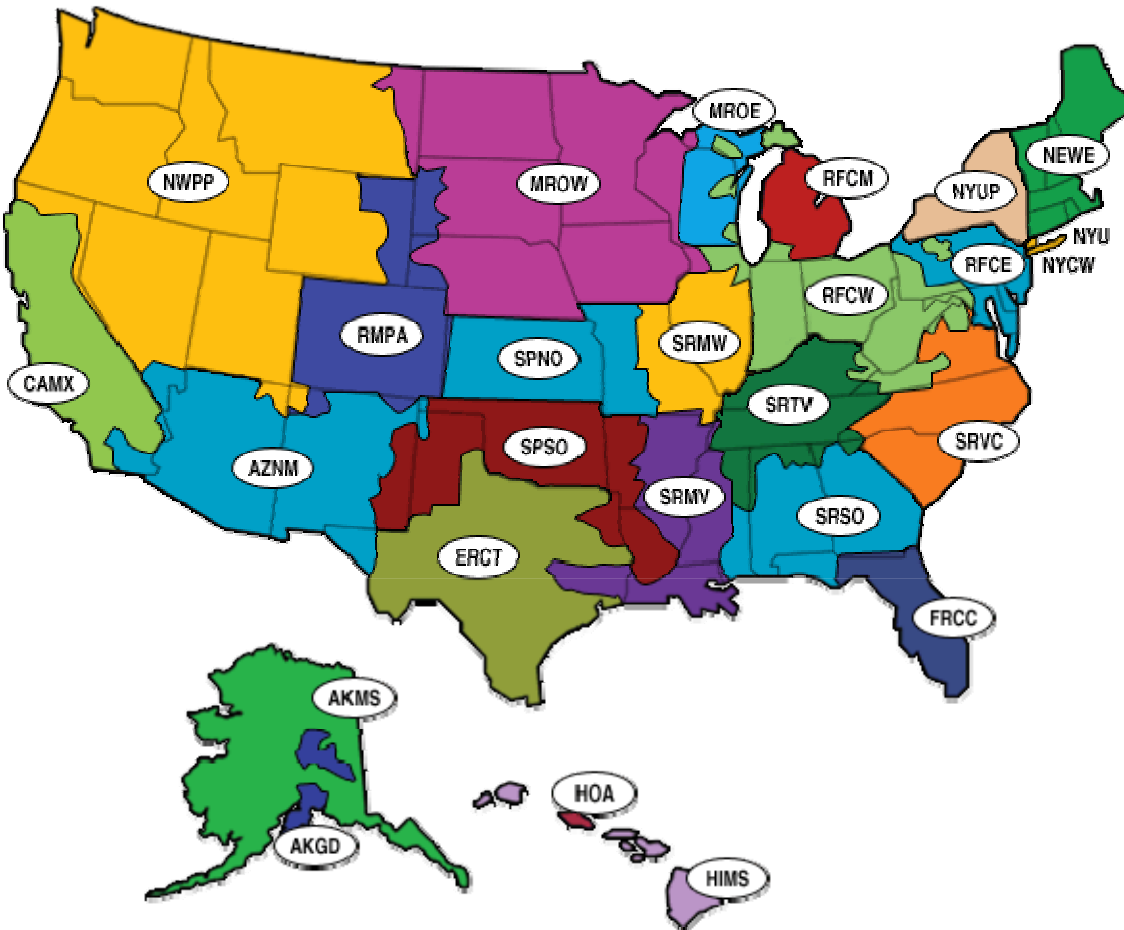 MROE
NEWE
NWPP
MROW
RFCM
NYUP
NYU
NYCW
RFCE
RFCW
RMPA
SRMW
SPNO
CAMX
SRTV
SRVC
SPSO
AZNM
SRMV
SRSO
ERCT
FRCC
AKMS
HOA
AKGD
HIMS